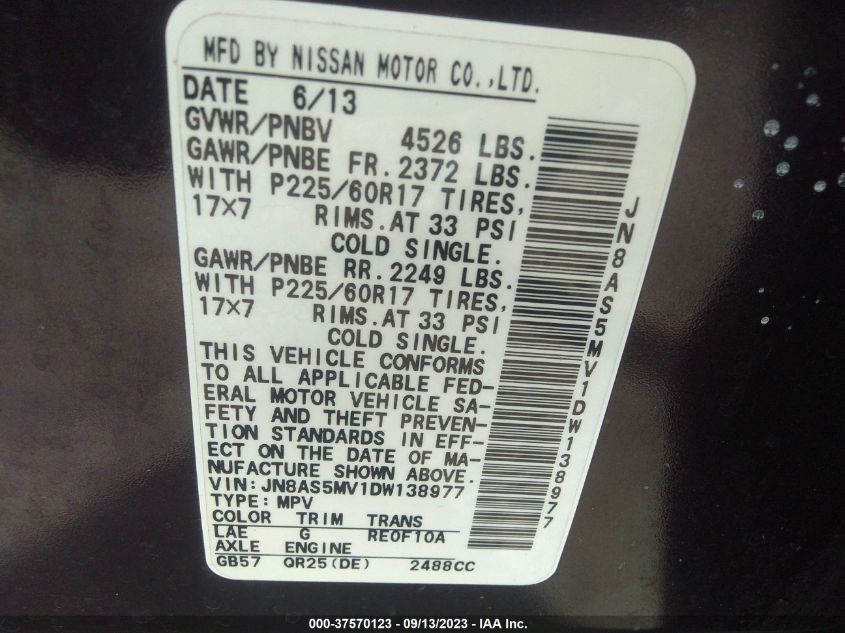 MFD BY NISSAN MOTOR CO.,LTD.
DATE 6/13
GVWR/PNBV 4526 LBS.
GAWR/PNBE FR. 2372 LBS.
WITH P225/60R17 TIRES,
17×7 RIMS.AT 33 PSI
COLD SINGLE.
GAWR/PNBE RR. 2249 LBS.
WITH P225/60R17 TIRES,
17×7 RIMS.AT 33 PSI
COLD SINGLE.
THIS VEHICLE CONFORMS
TO ALL APPLICABLE FED-
ERAL MOTOR VEHICLE SA-
FETY AND THEFT PREVEN-
TION STANDARDS IN EFF-
ECT ON THE DATE OF MA-
NUFACTURE SHOWN ABOVE.
VIN: JN8AS5MV1DW138977
TYPE: MPV
COLOR TRIM TRANS
LAE G RE0F10A
AXLE ENGINE
GB57 QR25(DE) 2488CC
JN8AS5MV1DW138977
000-37570123 - 09/13/2023 - IAA Inc.